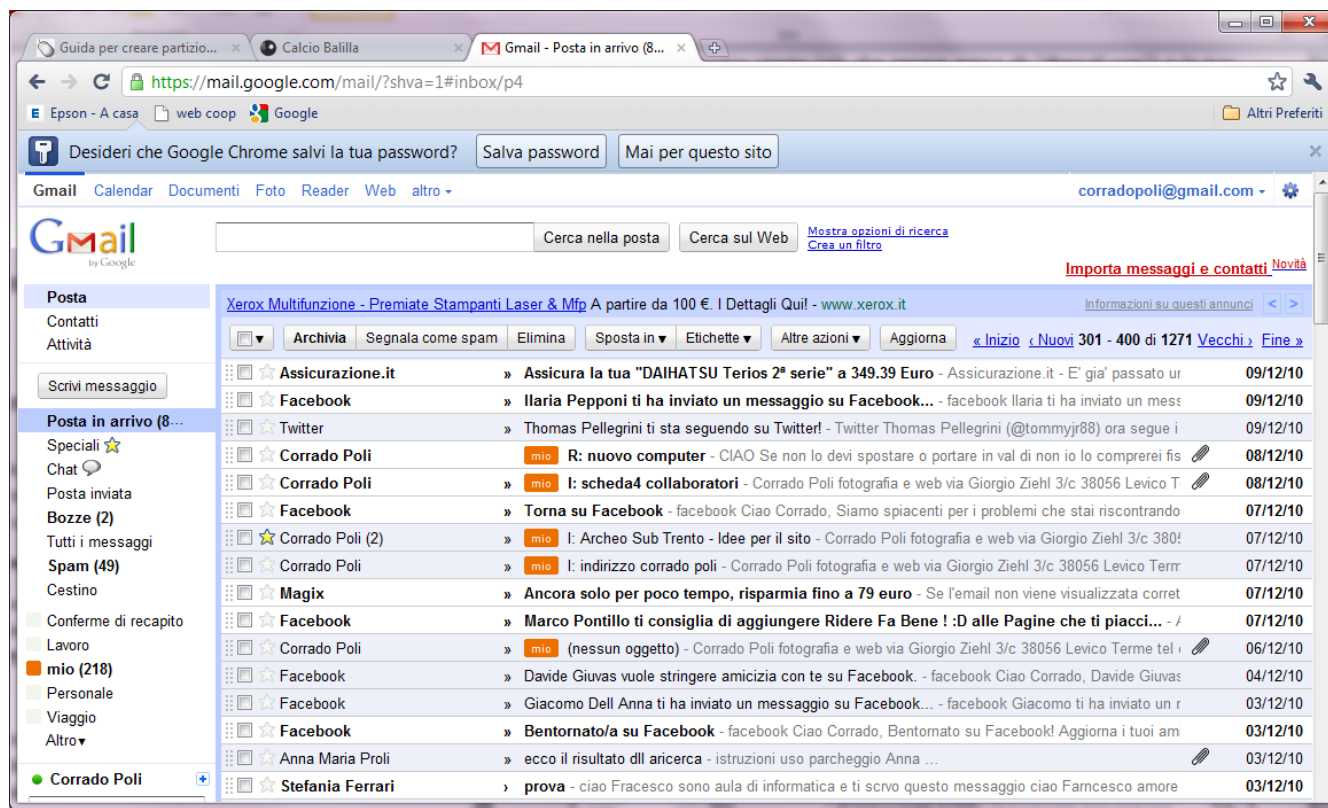 Guida per creare partizio... Calcio Balilla Gmail - Posta in arrivo (8...
https://mail.google.com/mail/?shva=1#inbox/p4
Epson - A casa web coop Google Altri Preferiti
Desideri che Google Chrome salvi la tua password? Salva password Mai per questo sito
Gmail Calendar Documenti Foto Reader Web altro corradopoli@gmail.com
Gmail by Google Cerca nella posta Cerca sul Web Mostra opzioni di ricerca
Crea un filtro
Importa messaggi e contatti Novità
Posta
Contatti
Attività
Scrivi messaggio
Posta in arrivo (8...
Speciali
Chat
Posta inviata
Bozze (2)
Tutti i messaggi
Spam (49)
Cestino
Conferme di recapito
Lavoro
mio (218)
Personale
Viaggio
Altro
Corrado Poli
Xerox Multifunzione - Premiate Stampanti Laser & Mfp A partire da 100 €. I Dettagli Qui! - www.xerox.it Informazioni su questi annunci < >
Archivia Segnala come spam Elimina Sposta in Etichette Altre azioni Aggiorna « Inizio ‹ Nuovi 301 - 400 di 1271 Vecchi › Fine »
Assicurazione.it » Assicura la tua "DAIHATSU Terios 2ª serie" a 349.39 Euro - Assicurazione.it - E' gia' passato ur 09/12/10
Facebook » Ilaria Pepponi ti ha inviato un messaggio su Facebook... - facebook Ilaria ti ha inviato un mess 09/12/10
Twitter » Thomas Pellegrini ti sta seguendo su Twitter! - Twitter Thomas Pellegrini (@tommyjr88) ora segue i 09/12/10
Corrado Poli mio R: nuovo computer - CIAO Se non lo devi spostare o portare in val di non io lo comprerei fis 08/12/10
Corrado Poli » mio I: scheda4 collaboratori - Corrado Poli fotografia e web via Giorgio Ziehl 3/c 38056 Levico T 08/12/10
Facebook » Torna su Facebook - facebook Ciao Corrado, Siamo spiacenti per i problemi che stai riscontrando 07/12/10
Corrado Poli (2) » mio I: Archeo Sub Trento - Idee per il sito - Corrado Poli fotografia e web via Giorgio Ziehl 3/c 3805 07/12/10
Corrado Poli » mio I: indirizzo corrado poli - Corrado Poli fotografia e web via Giorgio Ziehl 3/c 38056 Levico Term 07/12/10
Magix » Ancora solo per poco tempo, risparmia fino a 79 euro - Se l'email non viene visualizzata corret 07/12/10
Facebook » Marco Pontillo ti consiglia di aggiungere Ridere Fa Bene ! :D alle Pagine che ti piacci... - 07/12/10
Corrado Poli » mio (nessun oggetto) - Corrado Poli fotografia e web via Giorgio Ziehl 3/c 38056 Levico Terme tel 06/12/10
Facebook » Davide Giuvas vuole stringere amicizia con te su Facebook. - facebook Ciao Corrado, Davide Giuvas 04/12/10
Facebook » Giacomo Dell Anna ti ha inviato un messaggio su Facebook... - facebook Giacomo ti ha inviato un 03/12/10
Facebook » Bentornato/a su Facebook - facebook Ciao Corrado, Bentornato su Facebook! Aggiorna i tuoi am 03/12/10
Anna Maria Proli » ecco il risultato dll aricerca - istruzioni uso parcheggio Anna ... 03/12/10
Stefania Ferrari › prova - ciao Fracesco sono aula di informatica e ti scrvo questo messaggio ciao Farncesco amore 03/12/10